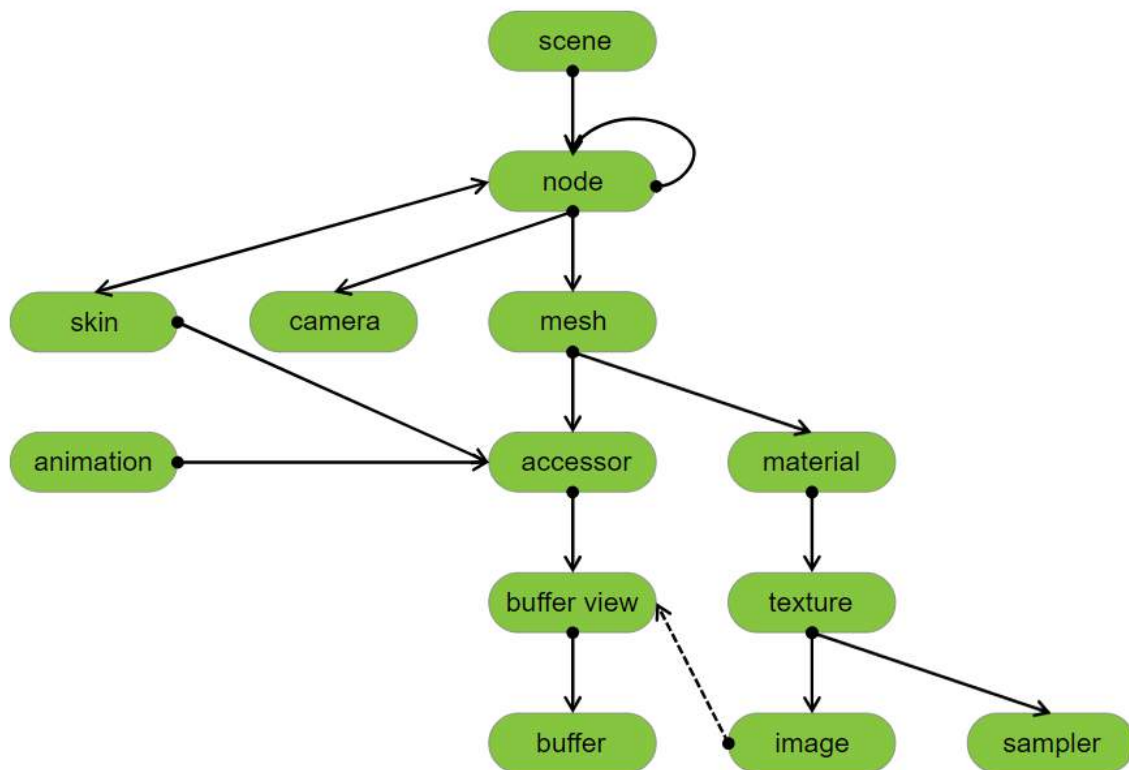 scene
node
skin
camera
mesh
animation
accessor
material
buffer view
texture
buffer
image
sampler